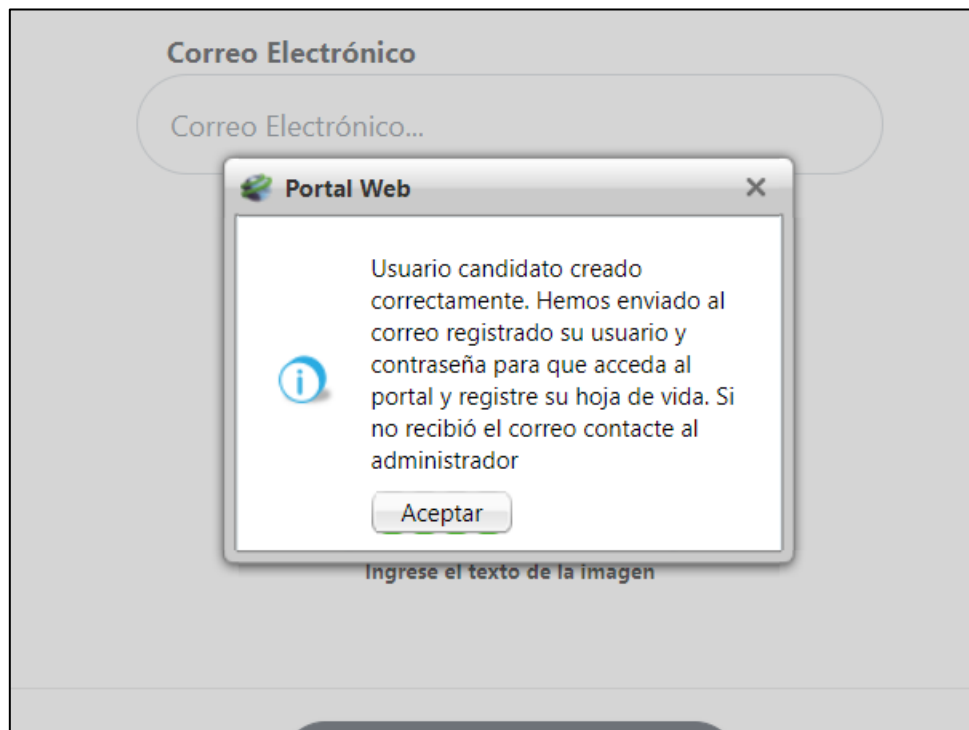 Correo Electrónico
Correo Electrónico...
Portal Web
Usuario candidato creado
correctamente. Hemos enviado al
correo registrado su usuario y
contraseña para que acceda al
portal y registre su hoja de vida. Si
no recibió el correo contacte al
administrador
Aceptar
Ingrese el texto de la imagen